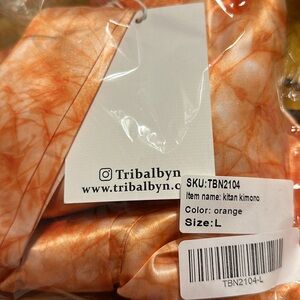 Tribalbyn
www.tribalbyn.c
SKU:TBN2104
Item name: kitan kimono
Color: orange
Size: L
TBN2104-L